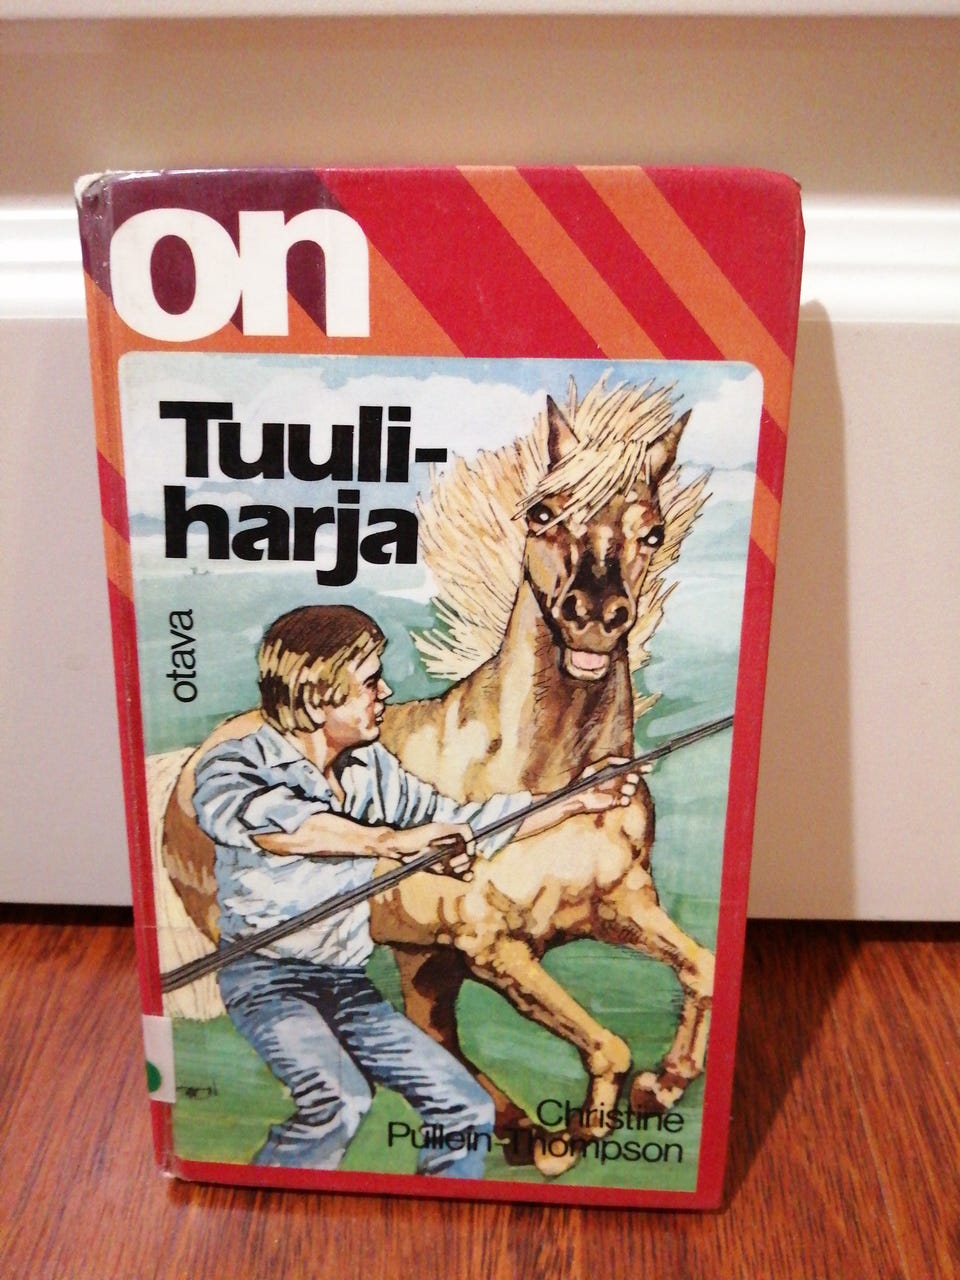 on
Tuuli-
harja
otava
Christine
Pullein-Thompson